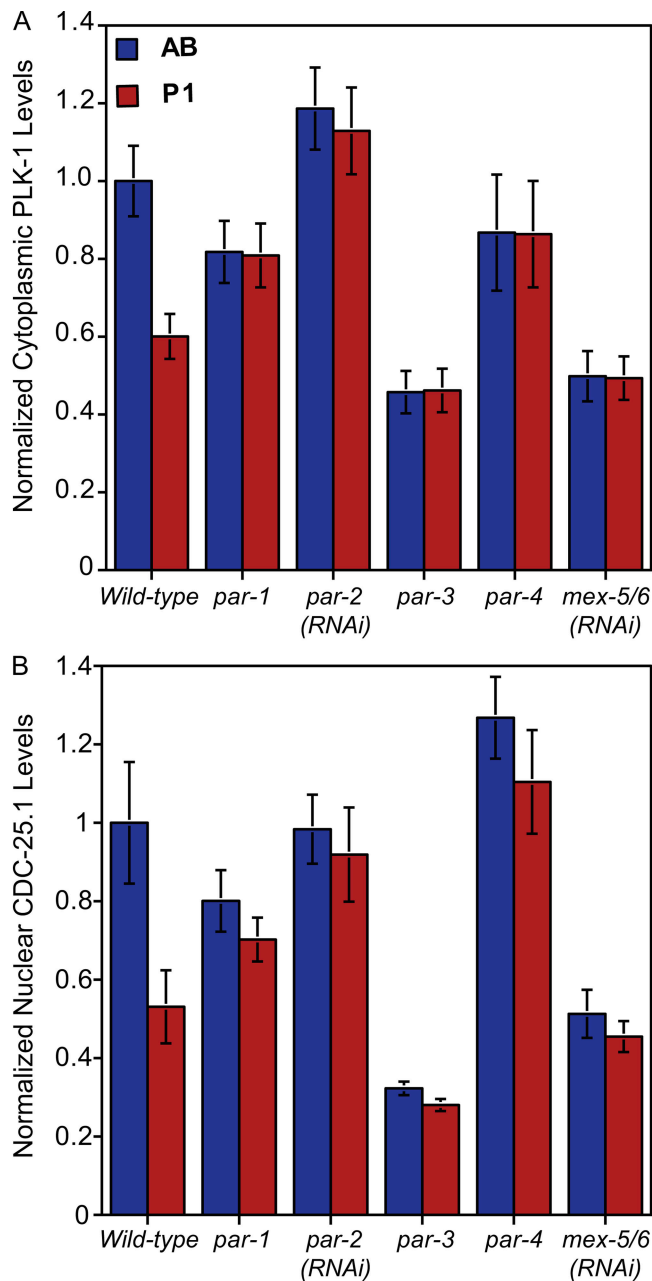 A
Normalized Cytoplasmic PLK-1 Levels
1.4
1.2
1.0
0.8
0.6
0.4
0.2
0
AB
P1
Wild-type par-1 par-2 par-3 par-4 mex-5/6
(RNAi) (RNAi)
B
Normalized Nuclear CDC-25.1 Levels
1.4
1.2
1
0.8
0.6
0.4
0.2
0
Wild-type par-1 par-2 par-3 par-4 mex-5/6
(RNAi) (RNAi)